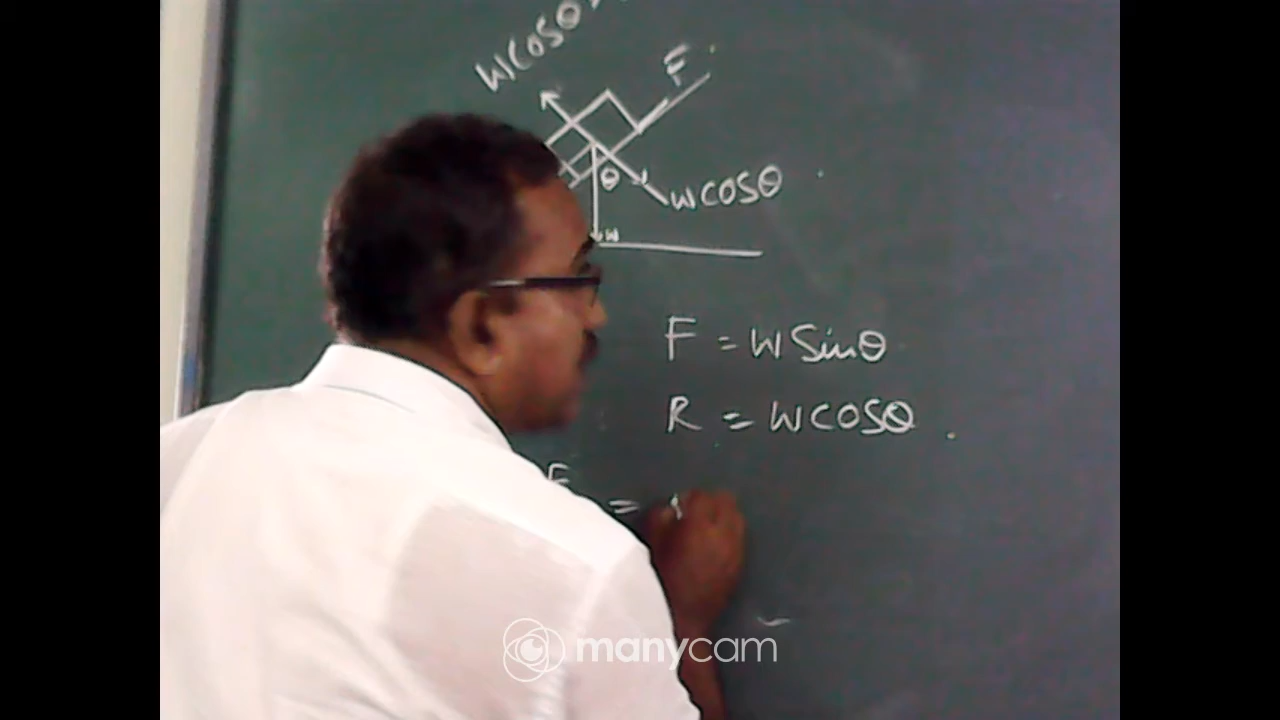 WCOSθ
F
θ
WCOSθ
W
F = W Sinθ
R = WCOSθ.
F
=
manycam